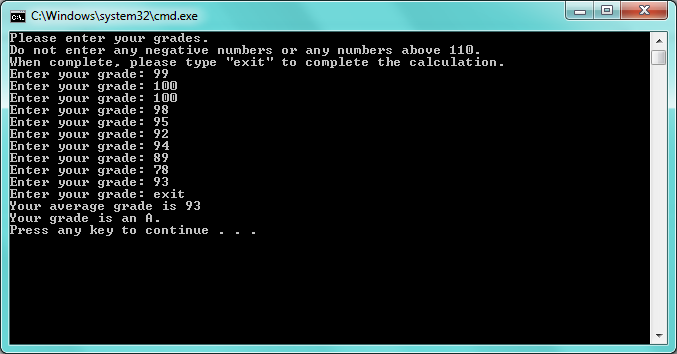 C:\Windows\system32\cmd.exe
Please enter your grades.
Do not enter any negative numbers or any numbers above 110.
When complete, please type "exit" to complete the calculation.
Enter your grade: 99
Enter your grade: 100
Enter your grade: 100
Enter your grade: 98
Enter your grade: 95
Enter your grade: 92
Enter your grade: 94
Enter your grade: 89
Enter your grade: 78
Enter your grade: 93
Enter your grade: exit
Your average grade is 93
Your grade is an A.
Press any key to continue . . .